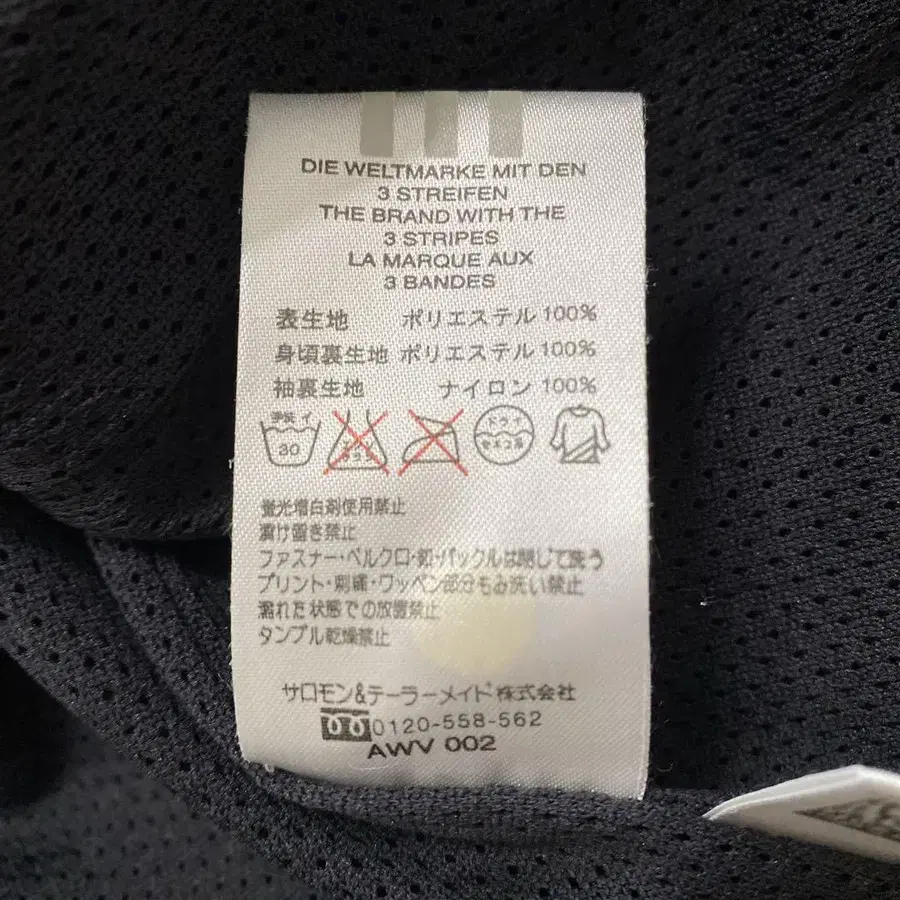 DIE WELTMARKE MIT DEN
3 STREIFEN
THE BRAND WITH THE
3 STRIPES
LA MARQUE AUX
3 BANDES
表生地 ポリエステル 100%
身頃裏生地 ポリエステル 100%
袖裏生地 ナイロン 100%
30 ドライ セキユ系
蛍光増白剤使用禁止
漬け置き禁止
ファスナー・ベルクロ・釦・バックルは閉じて洗う
プリント・刺繍・ワッペン部分もみ洗い禁止
濡れた状態での放置禁止
タンブル乾燥禁止
サロモン&テーラーメイド株式会社
0120-558-562
AWV 002